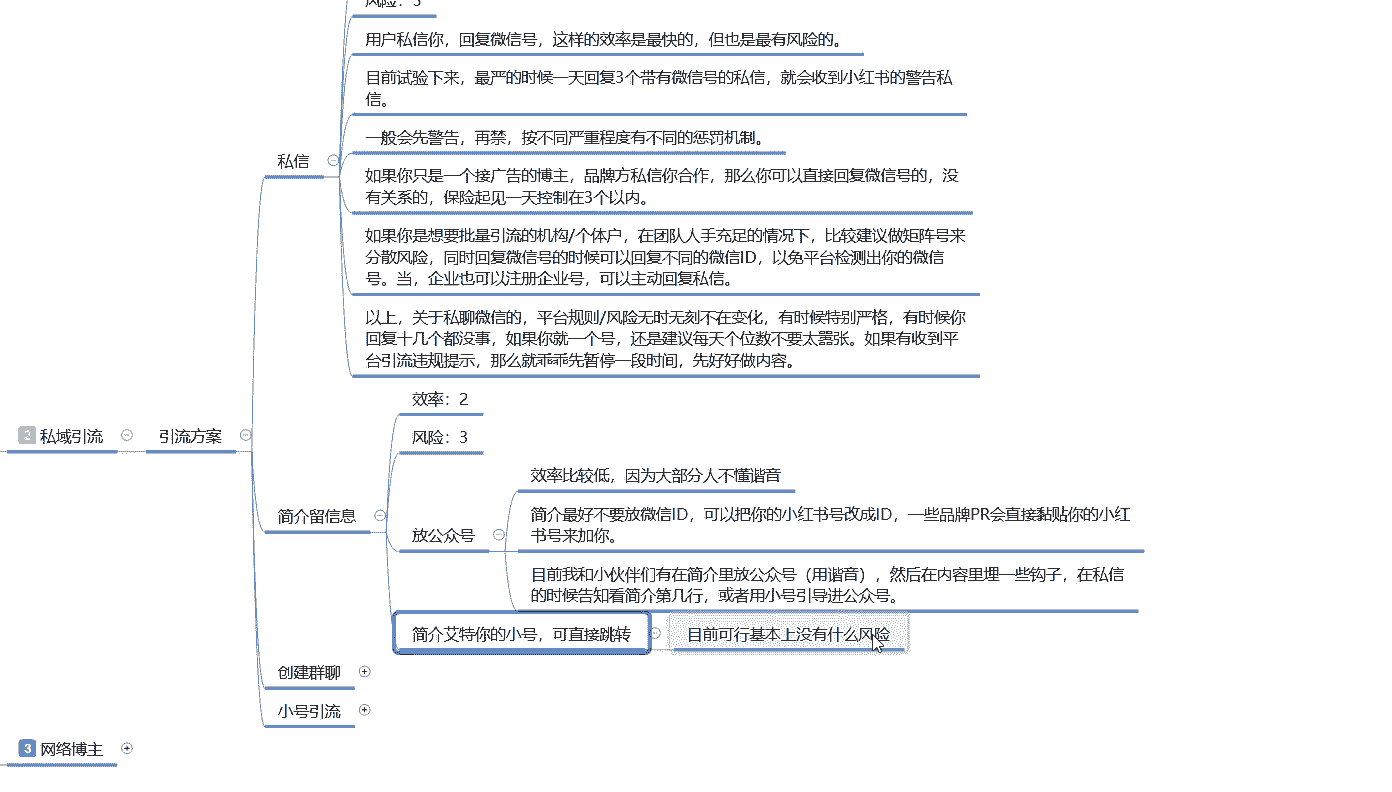 风险：5
用户私信你，回复微信号，这样的效率是最快的，但也是最有风险的。
目前试验下来，最严的时候一天回复3个带有微信号的私信，就会收到小红书的警告私
信。
一般会先警告，再禁，按不同严重程度有不同的惩罚机制。
私信
如果你只是一个接广告的博主，品牌方私信你合作，那么你可以直接回复微信号的，没
有关系的，保险起见一天控制在3个以内。
如果你是想要批量引流的机构/个体户，在团队人手充足的情况下，比较建议做矩阵号来
分散风险，同时回复微信号的时候可以回复不同的微信ID，以免平台检测出你的微信
号。当，企业也可以注册企业号，可以主动回复私信。
以上，关于私聊微信的，平台规则/风险无时无刻不在变化，有时候特别严格，有时候你
回复十几个都没事，如果你就一个号，还是建议每天个位数不要太嚣张。如果有收到平
台引流违规提示，那么就乖乖先暂停一段时间，先好好做内容。
2 私域引流
引流方案
简介留信息
效率：2
风险：3
放公众号
效率比较低，因为大部分人不懂谐音
简介最好不要放微信ID，可以把你的小红书号改成ID，一些品牌PR会直接黏贴你的小红
书号来加你。
目前我和小伙伴们有在简介里放公众号（用谐音），然后在内容里埋一些钩子，在私信
的时候告知看简介第几行，或者用小号引导进公众号。
简介艾特你的小号，可直接跳转
目前可行基本上没有什么风险
创建群聊
小号引流
3 网络博主